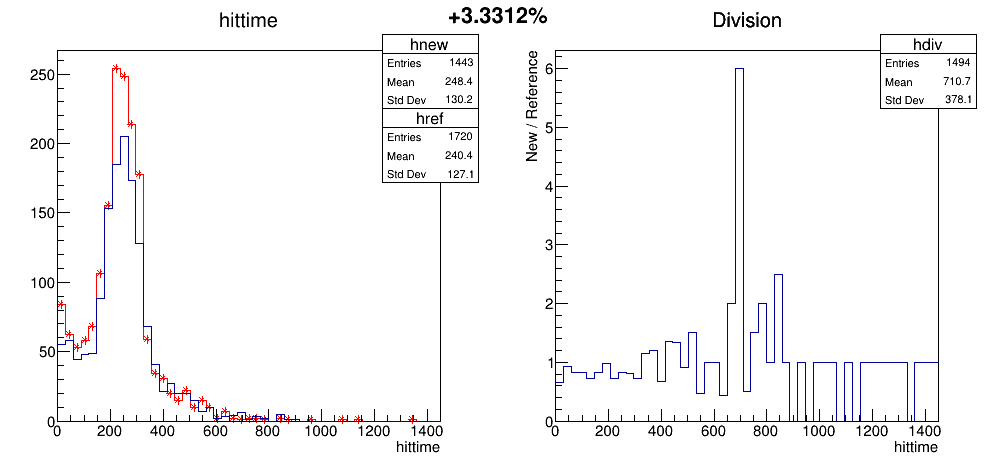 +3.3312%
hittime
hnew
Entries 1443
Mean 248.4
Std Dev 130.2
href
Entries 1720
Mean 240.4
Std Dev 127.1
250
200
150
100
50
0
0 200 400 600 800 1000 1200 1400
hittime
Division
hdiv
Entries 1494
Mean 710.7
Std Dev 378.1
New / Reference
6
5
4
3
2
1
0
0 200 400 600 800 1000 1200 1400
hittime